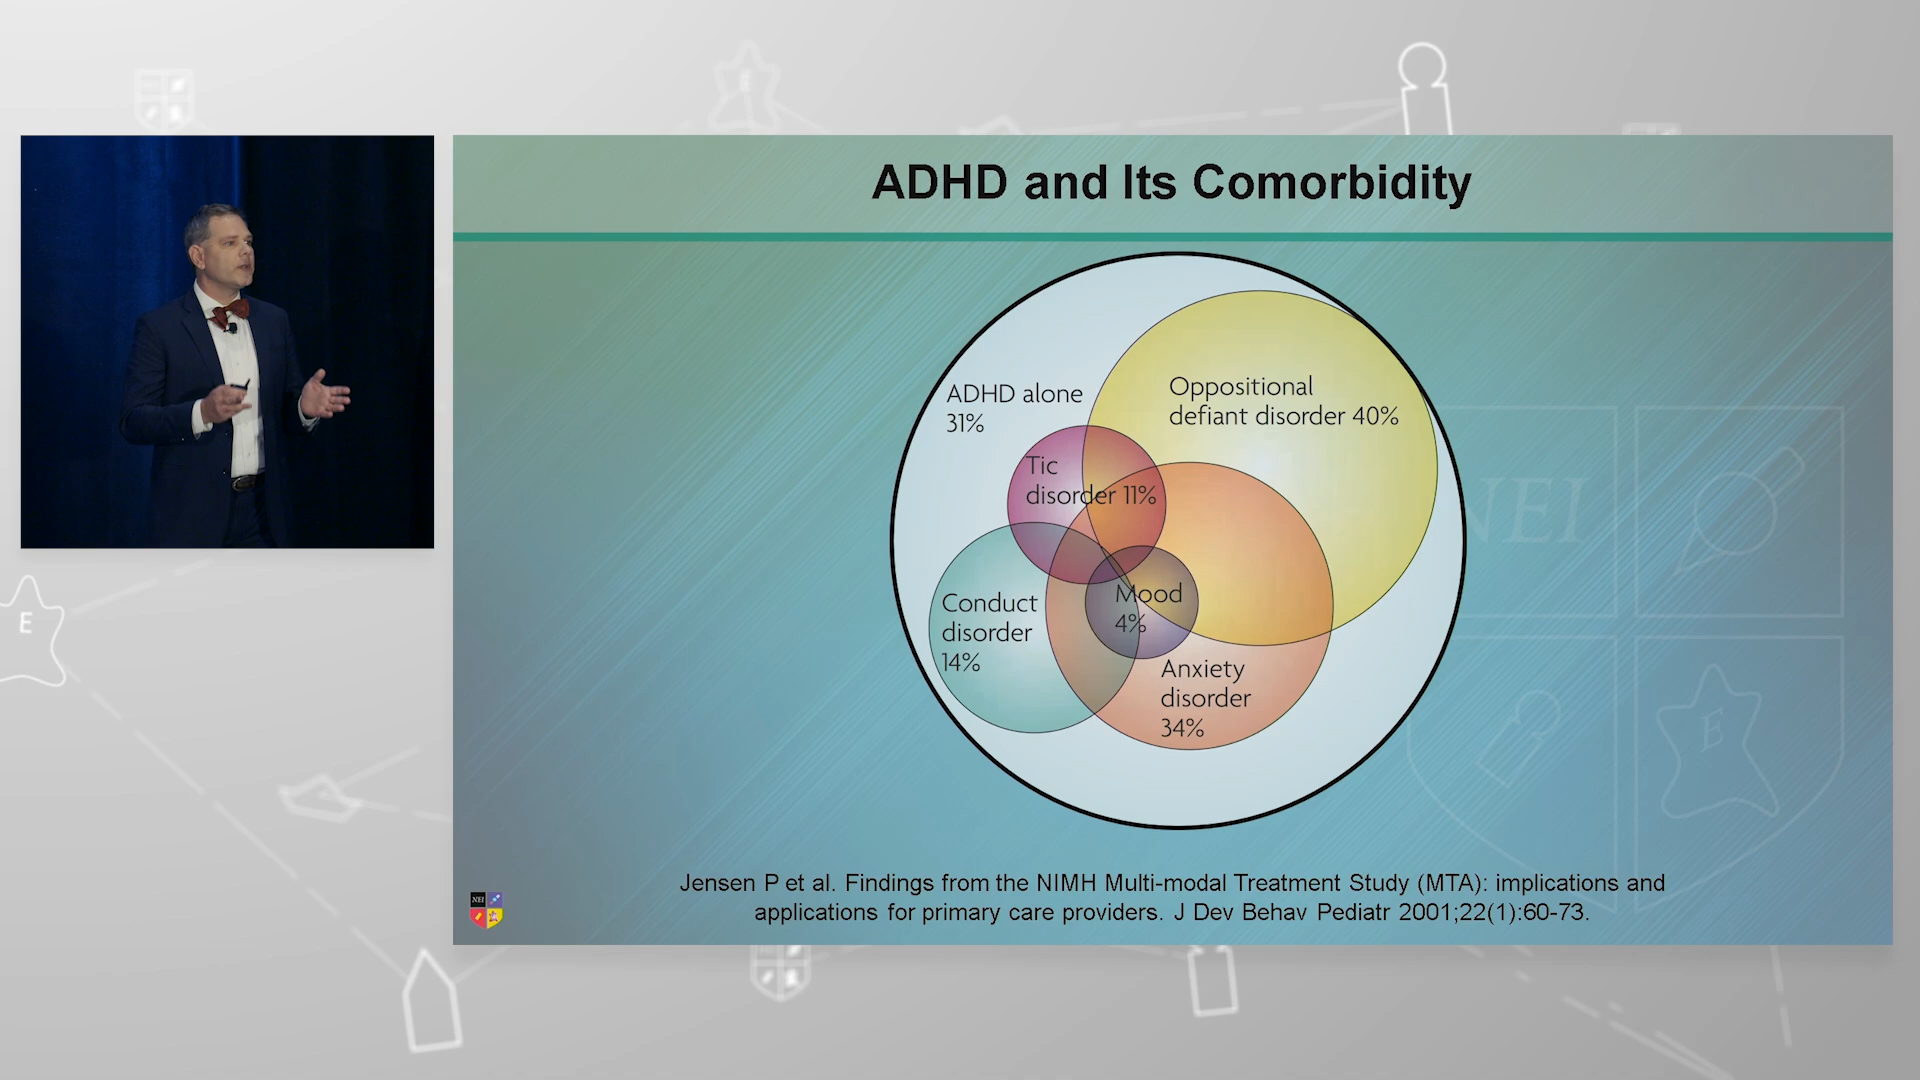 ADHD and Its Comorbidity
ADHD alone
31%
Oppositional
defiant disorder 40%
Tic
disorder 11%
Mood
4%
Conduct
disorder
14%
Anxiety
disorder
34%
NEI
E
E
E
NEI
Jensen P et al. Findings from the NIMH Multi-modal Treatment Study (MTA): implications and
applications for primary care providers. J Dev Behav Pediatr 2001;22(1):60-73.